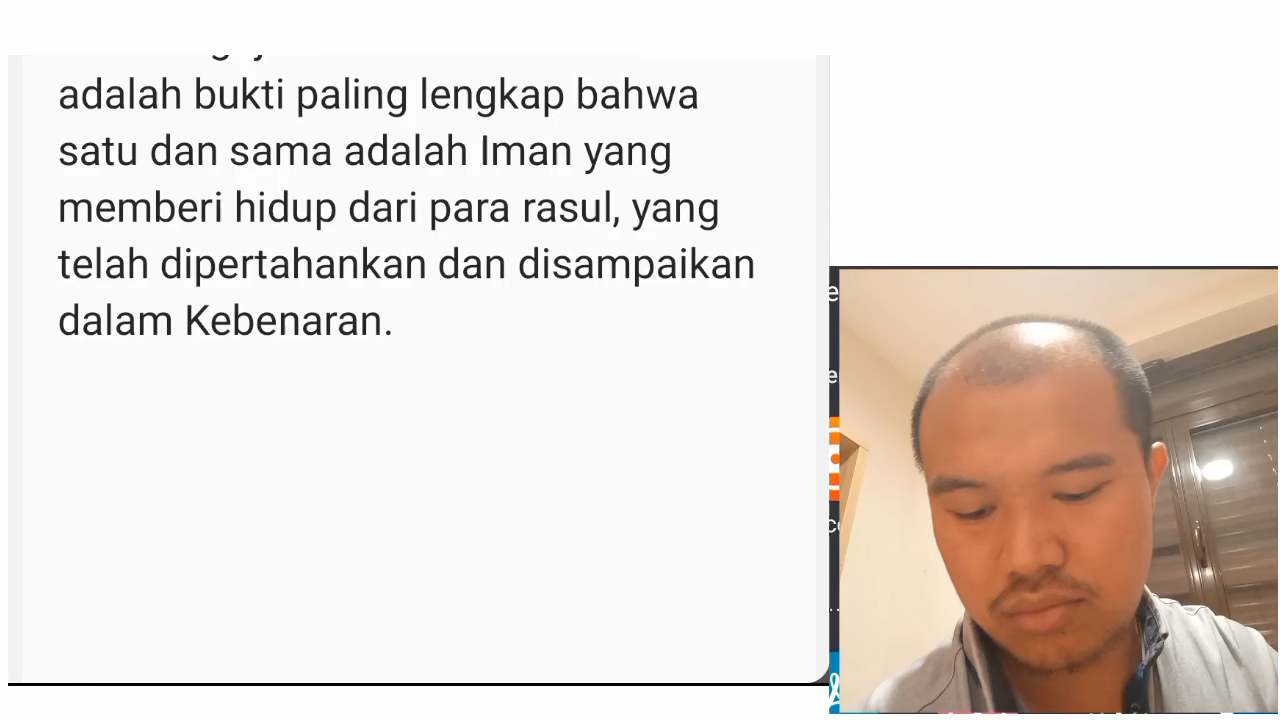 adalah bukti paling lengkap bahwa
satu dan sama adalah Iman yang
memberi hidup dari para rasul, yang
telah dipertahankan dan disampaikan
dalam Kebenaran.